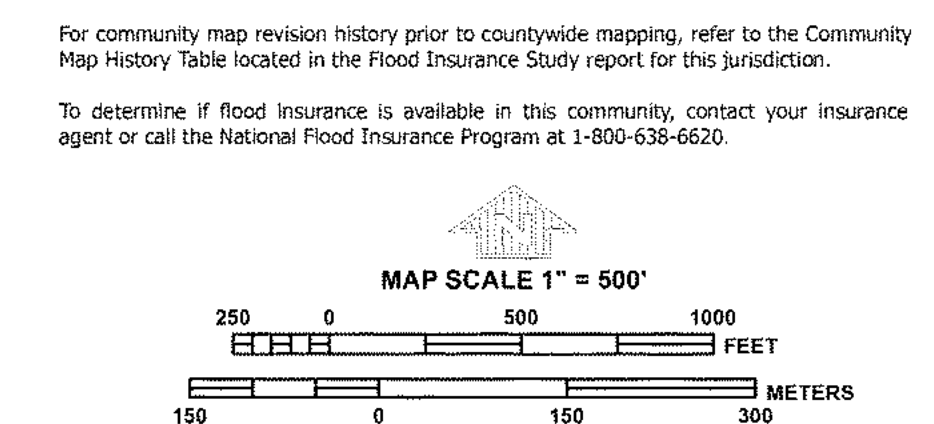 For community map revision history prior to countywide mapping, refer to the Community
Map History Table located in the Flood Insurance Study report for this jurisdiction.
To determine if flood insurance is available in this community, contact your insurance
agent or call the National Flood Insurance Program at 1-800-638-6620.
N
MAP SCALE 1" = 500'
250 0 500 1000
FEET
METERS
150 0 150 300